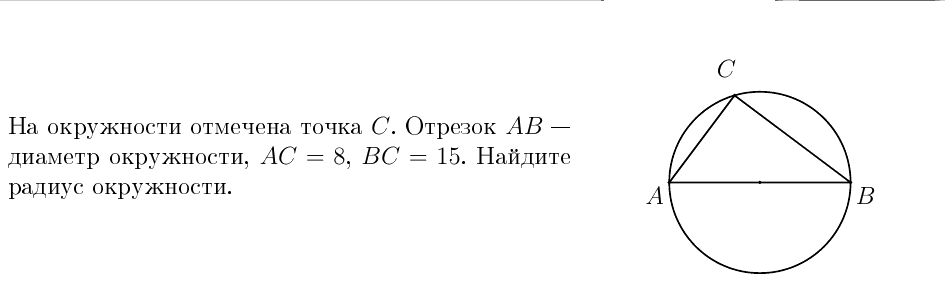 C
На окружности отмечена точка C. Отрезок AB —
диаметр окружности, AC = 8, BC = 15. Найдите
радиус окружности.
A
B